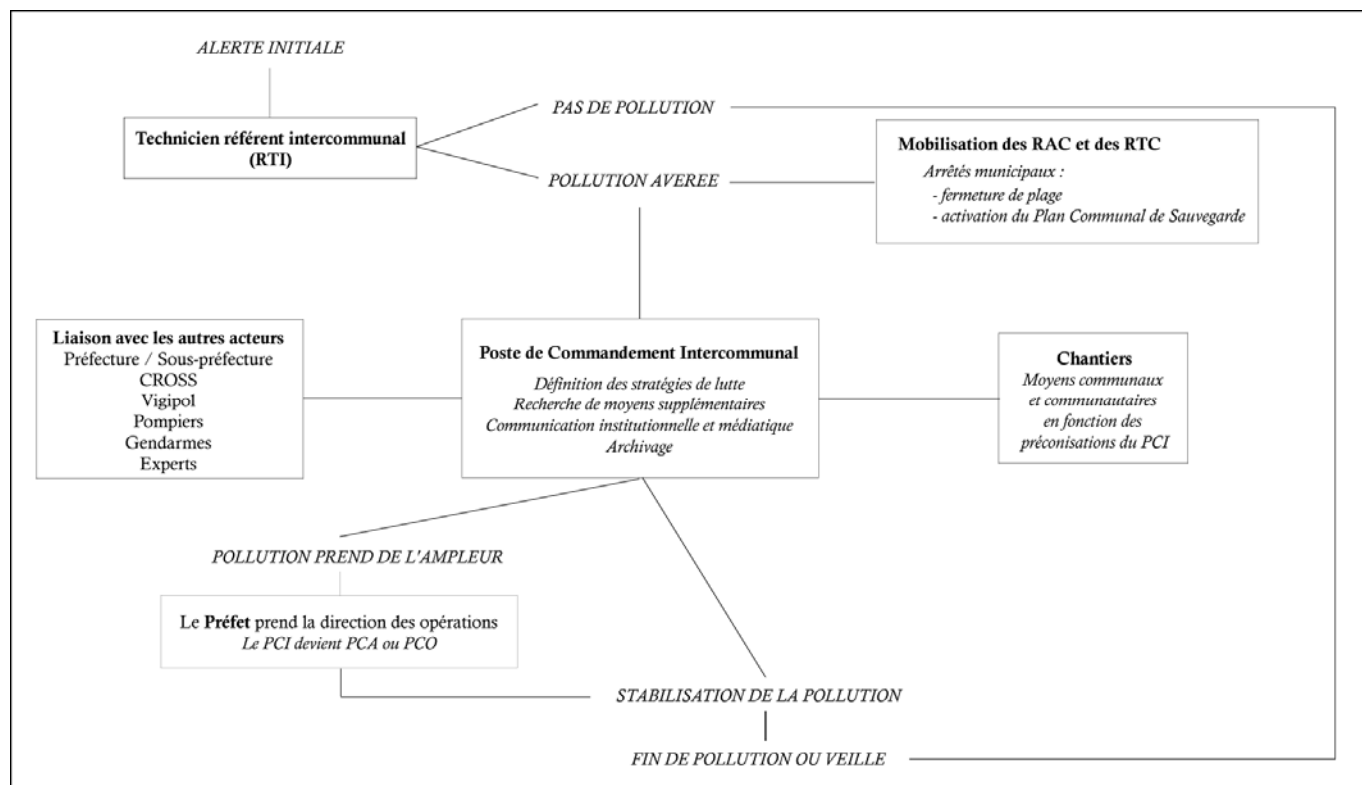 ALERTE INITIALE
PAS DE POLLUTION
Technicien référent intercommunal
(RTI)
POLLUTION AVEREE
Mobilisation des RAC et des RTC
Arrêtés municipaux :
- fermeture de plage
- activation du Plan Communal de Sauvegarde
Liaison avec les autres acteurs
Préfecture / Sous-préfecture
CROSS
Vigipol
Pompiers
Gendarmes
Experts
Poste de Commandement Intercommunal
Définition des stratégies de lutte
Recherche de moyens supplémentaires
Communication institutionnelle et médiatique
Archivage
Chantiers
Moyens communaux
et communautaires
en fonction des
préconisations du PCI
POLLUTION PREND DE L'AMPLEUR
Le Préfet prend la direction des opérations
Le PCI devient PCA ou PCO
STABILISATION DE LA POLLUTION
FIN DE POLLUTION OU VEILLE